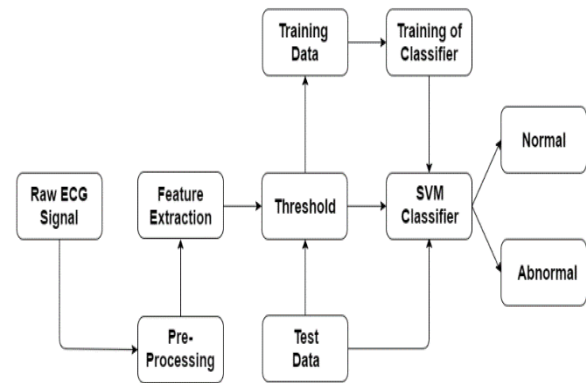 Training
Data
Training of
Classifier
Normal
Raw ECG
Signal
Feature
Extraction
Threshold
SVM
Classifier
Abnormal
Pre-
Processing
Test
Data